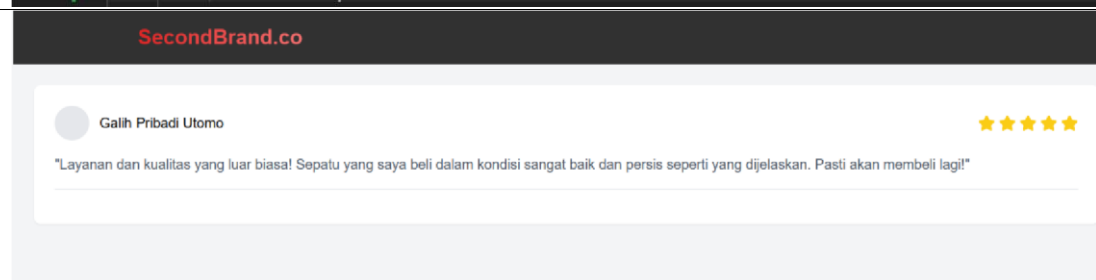 SecondBrand.co
Galih Pribadi Utomo
"Layanan dan kualitas yang luar biasa! Sepatu yang saya beli dalam kondisi sangat baik dan persis seperti yang dijelaskan. Pasti akan membeli lagi!"